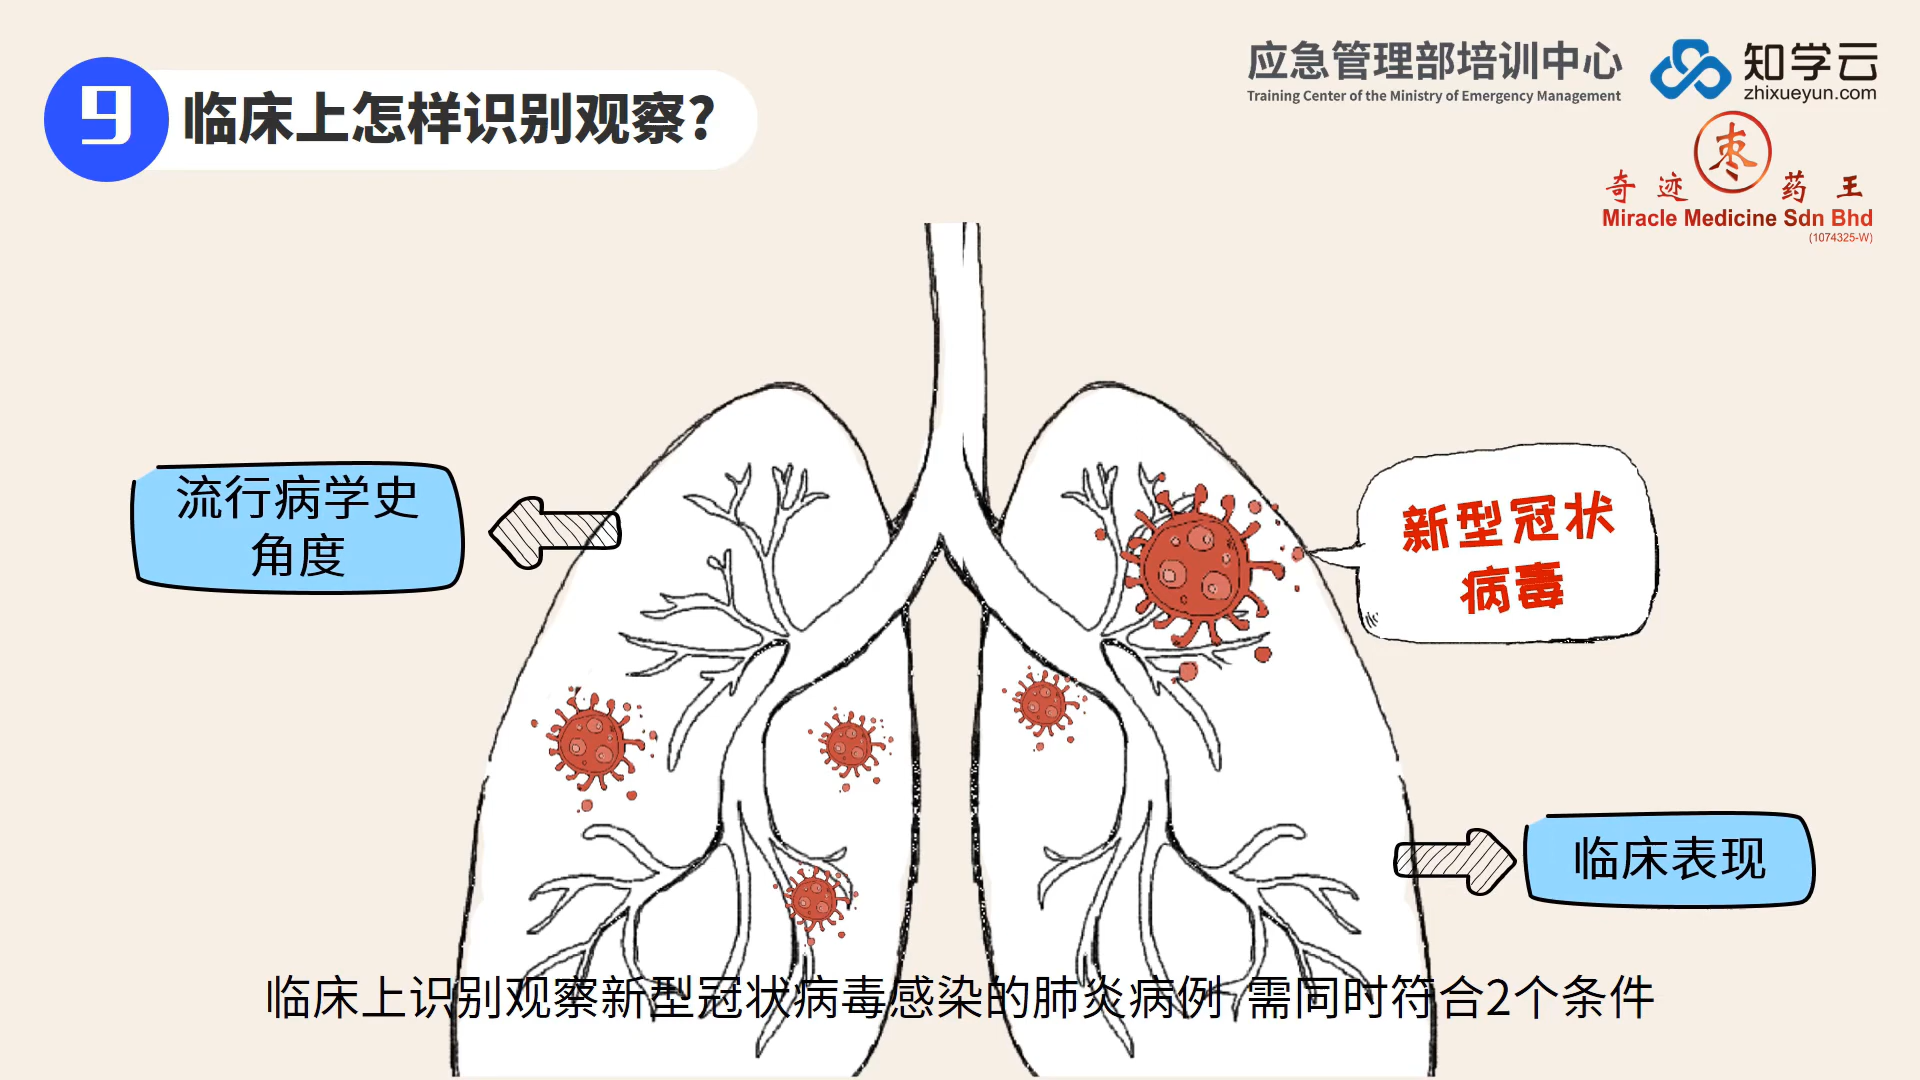 9
临床上怎样识别观察?
应急管理部培训中心
Training Center of the Ministry of Emergency Management
知学云
zhixueyun.com
枣
奇迹 药王
Miracle Medicine Sdn Bhd
(1074325-W)
流行病学史
角度
新型冠状
病毒
临床表现
临床上识别观察新型冠状病毒感染的肺炎病例 需同时符合2个条件